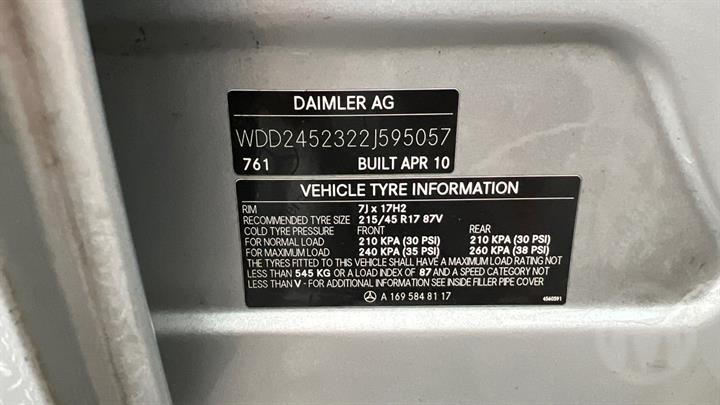 DAIMLER AG
WDD2452322J595057
761 BUILT APR 10
VEHICLE TYRE INFORMATION
RIM 7J x 17H2
RECOMMENDED TYRE SIZE 215/45 R17 87V
COLD TYRE PRESSURE FRONT REAR
FOR NORMAL LOAD 210 KPA (30 PSI) 210 KPA (30 PSI)
FOR MAXIMUM LOAD 240 KPA (35 PSI) 260 KPA (38 PSI)
THE TYRES FITTED TO THIS VEHICLE SHALL HAVE A MAXIMUM LOAD RATING NOT
LESS THAN 545 KG OR A LOAD INDEX OF 87 AND A SPEED CATEGORY NOT
LESS THAN V - FOR ADDITIONAL INFORMATION SEE INSIDE FILLER PIPE COVER
A 169 584 81 17
4560591